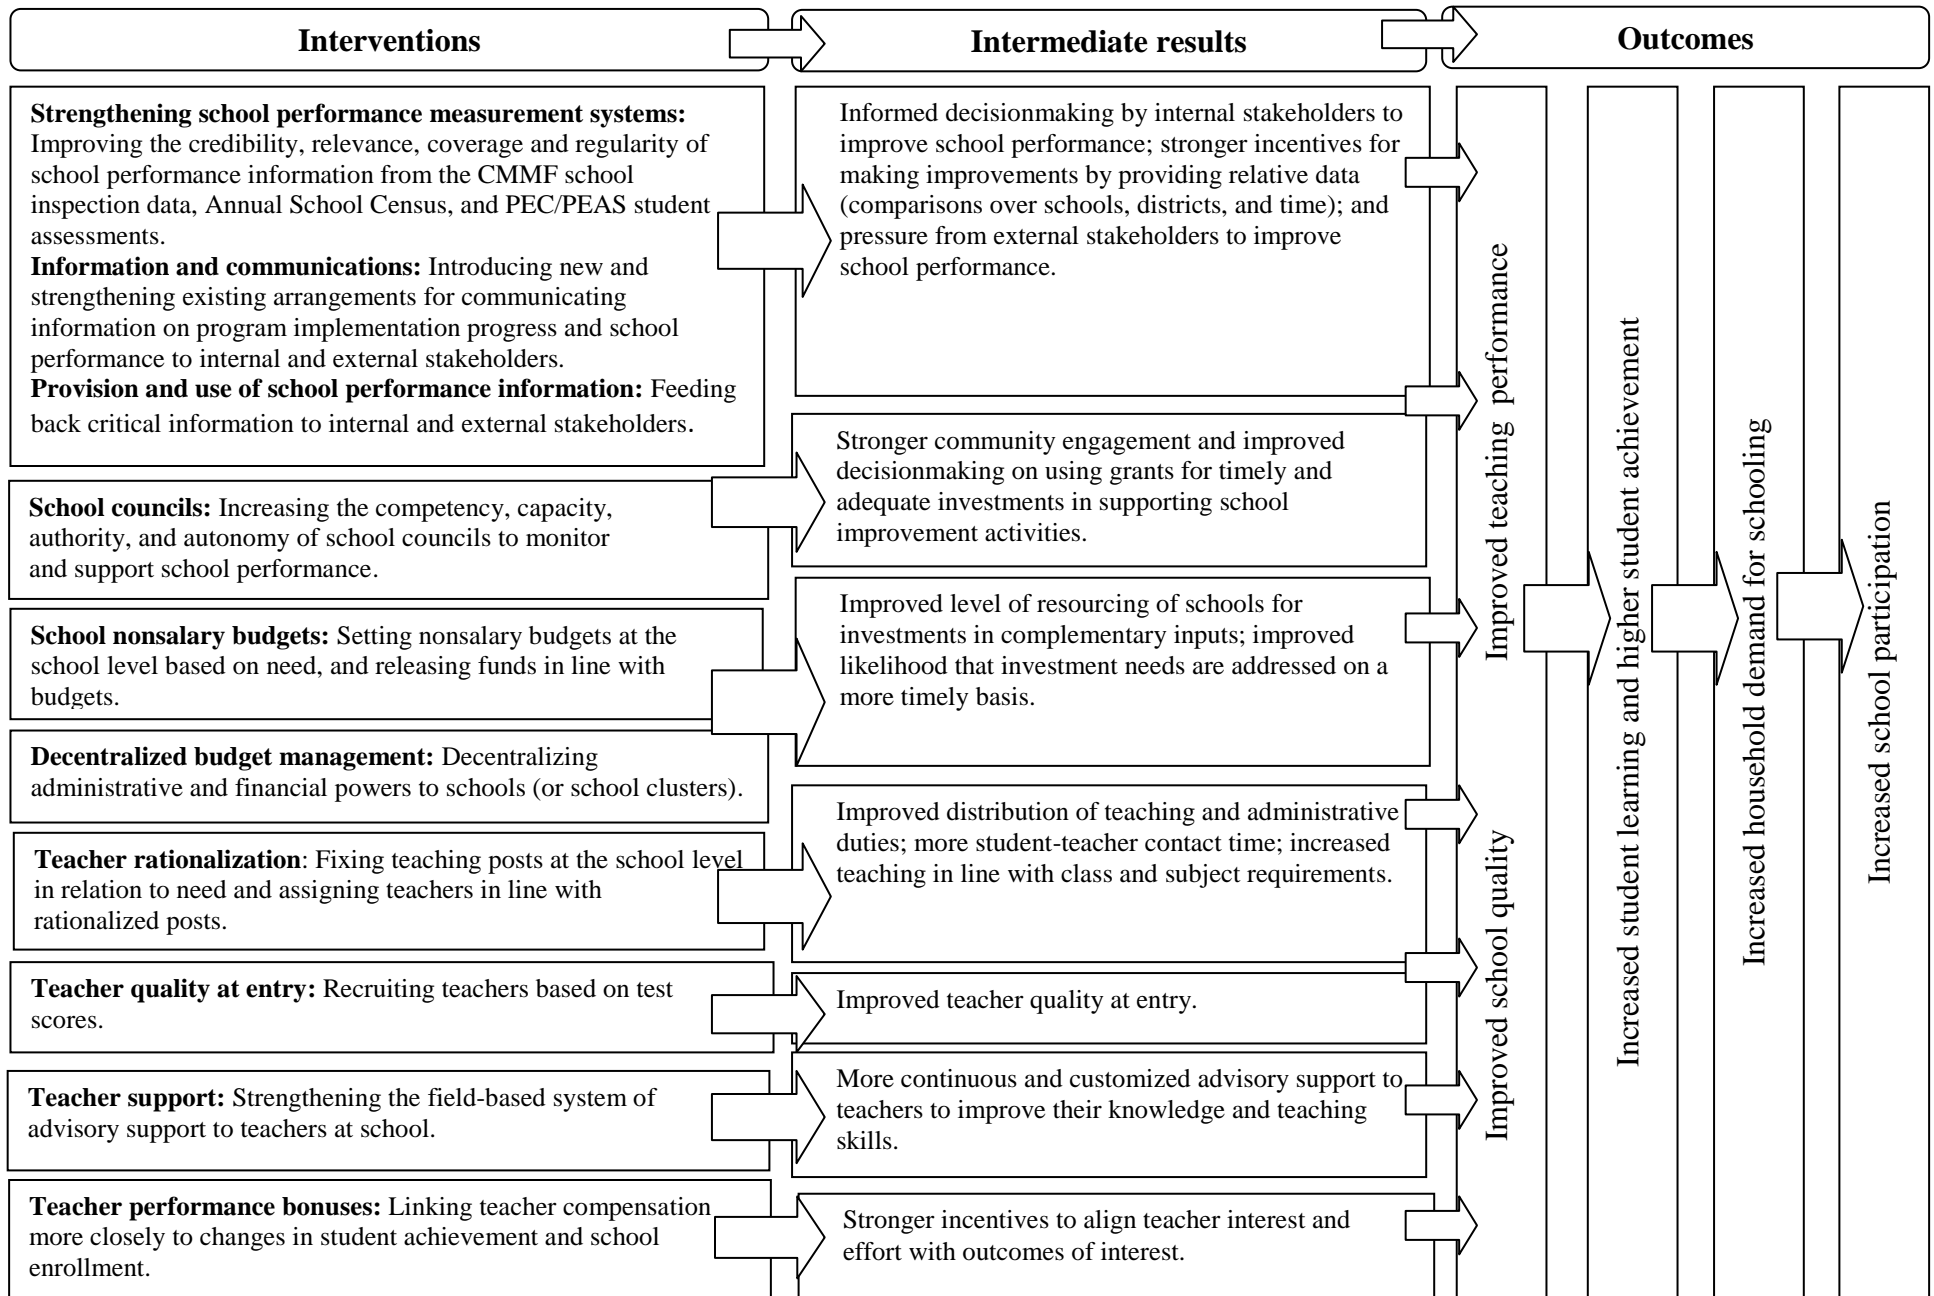 Interventions
Intermediate results
Outcomes
Strengthening school performance measurement systems:
Improving the credibility, relevance, coverage and regularity of
school performance information from the CMMF school
inspection data, Annual School Census, and PEC/PEAS student
assessments.
Information and communications: Introducing new and
strengthening existing arrangements for communicating
information on program implementation progress and school
performance to internal and external stakeholders.
Provision and use of school performance information: Feeding
back critical information to internal and external stakeholders.
School councils: Increasing the competency, capacity,
authority, and autonomy of school councils to monitor
and support school performance.
School nonsalary budgets: Setting nonsalary budgets at the
school level based on need, and releasing funds in line with
budgets.
Decentralized budget management: Decentralizing
administrative and financial powers to schools (or school clusters).
Teacher rationalization: Fixing teaching posts at the school level
in relation to need and assigning teachers in line with
rationalized posts.
Teacher quality at entry: Recruiting teachers based on test
scores.
Teacher support: Strengthening the field-based system of
advisory support to teachers at school.
Teacher performance bonuses: Linking teacher compensation
more closely to changes in student achievement and school
enrollment.
Informed decisionmaking by internal stakeholders to
improve school performance; stronger incentives for
making improvements by providing relative data
(comparisons over schools, districts, and time); and
pressure from external stakeholders to improve
school performance.
Stronger community engagement and improved
decisionmaking on using grants for timely and
adequate investments in supporting school
improvement activities.
Improved level of resourcing of schools for
investments in complementary inputs; improved
likelihood that investment needs are addressed on a
more timely basis.
Improved distribution of teaching and administrative
duties; more student-teacher contact time; increased
teaching in line with class and subject requirements.
Improved teacher quality at entry.
More continuous and customized advisory support to
teachers to improve their knowledge and teaching
skills.
Stronger incentives to align teacher interest and
effort with outcomes of interest.
Improved teaching performance
Improved school quality
Increased student learning and higher student achievement
Increased household demand for schooling
Increased school participation